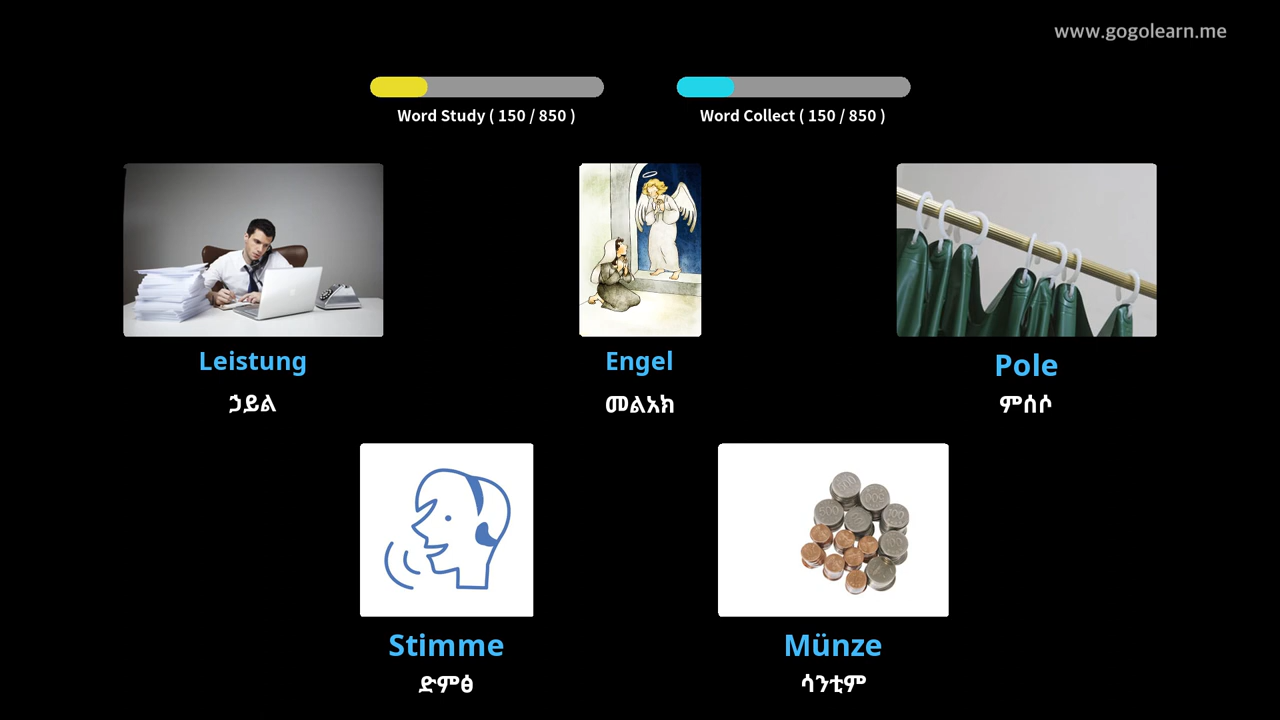 www.gogolearn.me
Word Study ( 150 / 850 )
Word Collect ( 150 / 850 )
Leistung
ኃይል
Engel
መልአክ
Pole
ምሰሶ
Stimme
ድምፅ
Münze
ሳንቲም